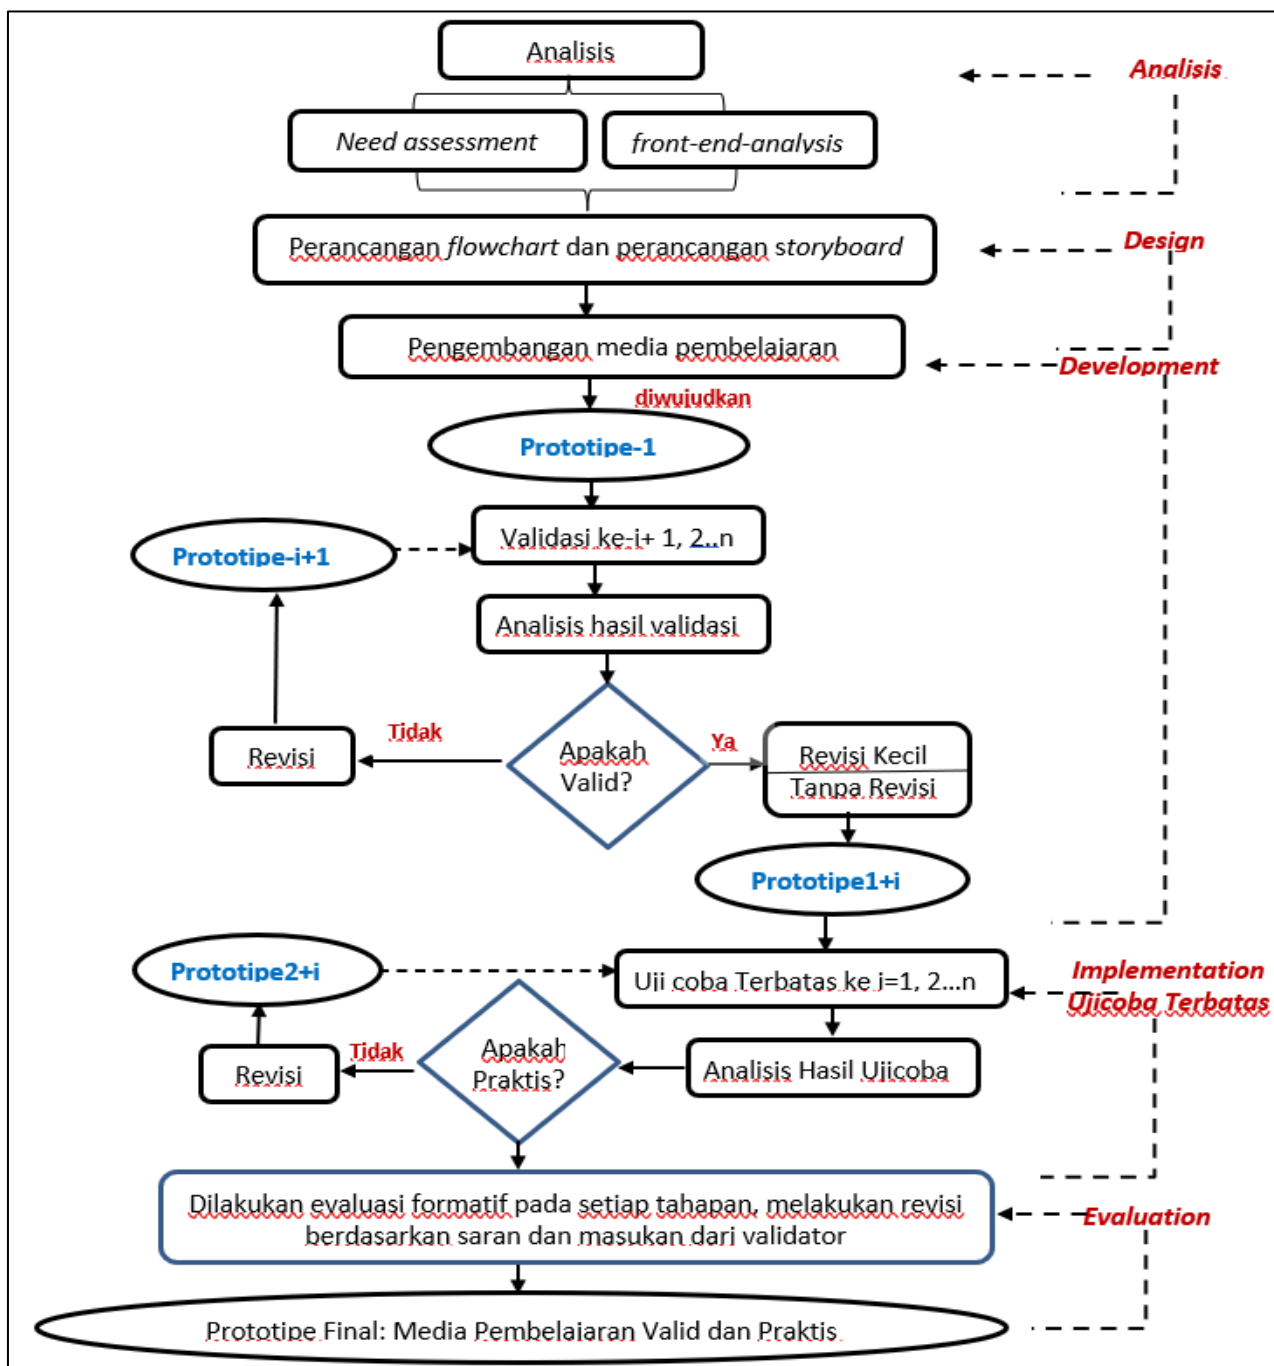 Analisis
Analisis
Need assessment
front-end-analysis
Perancangan flowchart dan perancangan storyboard
Design
Pengembangan media pembelajaran
Development
diwujudkan
Prototipe-1
Validasi ke-i+ 1, 2..n
Prototipe-i+1
Analisis hasil validasi
Tidak
Ya
Revisi
Apakah
Valid?
Revisi Kecil
Tanpa Revisi
Prototipe1+i
Prototipe2+i
Uji coba Terbatas ke i=1, 2...n
Implementation
Ujicoba Terbatas
Tidak
Revisi
Apakah
Praktis?
Analisis Hasil Ujicoba
Dilakukan evaluasi formatif pada setiap tahapan, melakukan revisi
berdasarkan saran dan masukan dari validator
Evaluation
Prototipe Final: Media Pembelajaran Valid dan Praktis